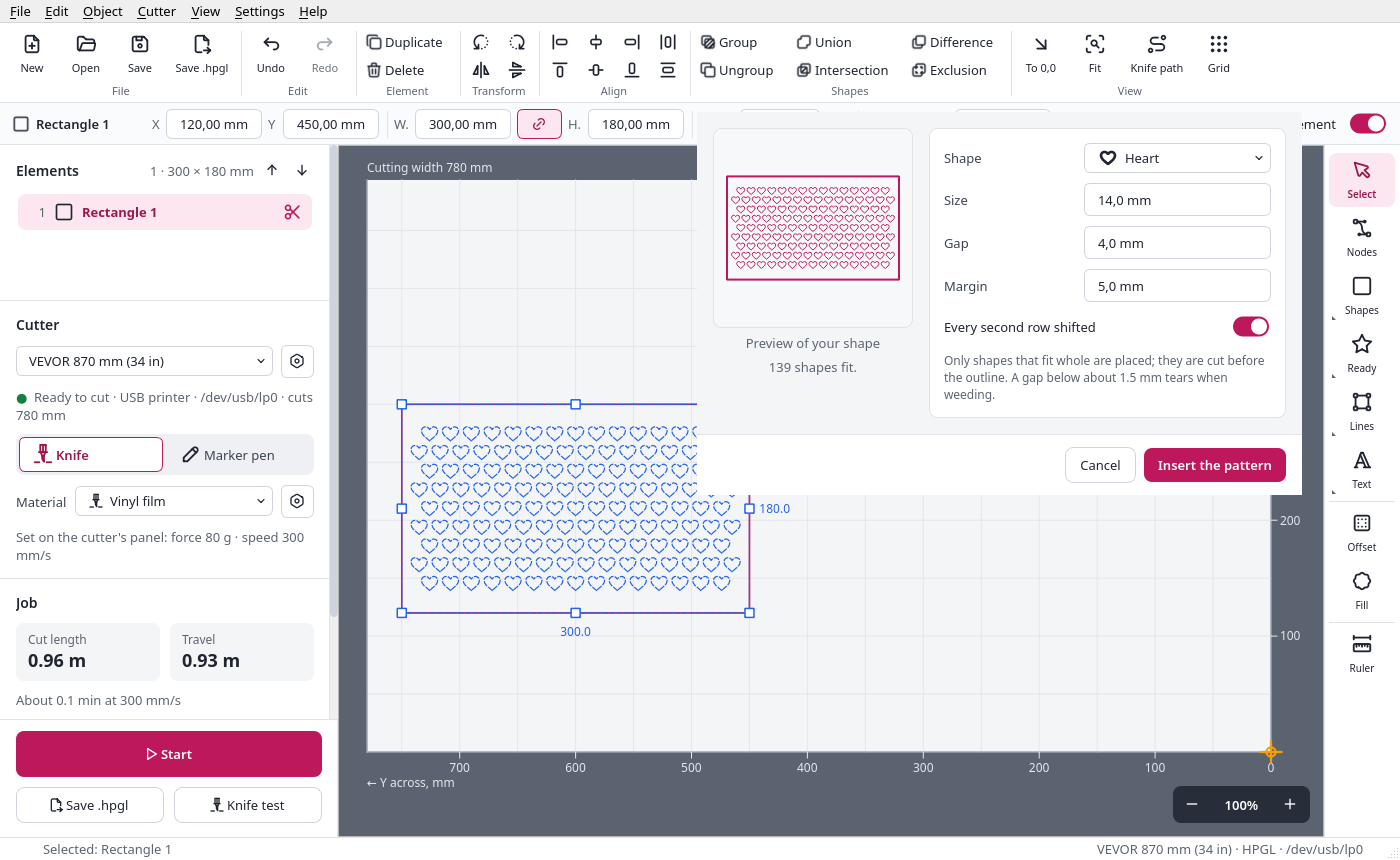 File Edit Object Cutter View Settings Help
New Open Save Save .hpgl Undo Redo
Duplicate
Delete
Group Union Difference
Ungroup Intersection Exclusion
To 0,0 Fit Knife path Grid
File Edit Element Transform Align Shapes View
Rectangle 1 X 120,00 mm Y 450,00 mm W. 300,00 mm H. 180,00 mm
Elements 1 · 300 × 180 mm
1 Rectangle 1
Cutter
VEVOR 870 mm (34 in)
Ready to cut · USB printer · /dev/usb/lp0 · cuts
780 mm
Knife Marker pen
Material Vinyl film
Set on the cutter's panel: force 80 g · speed 300
mm/s
Job
Cut length Travel
0.96 m 0.93 m
About 0.1 min at 300 mm/s
Start
Save .hpgl Knife test
Cutting width 780 mm
180.0
300.0
200
100
700 600 500 400 300 200 100 0
← Y across, mm
100%
Preview of your shape
139 shapes fit.
Shape Heart
Size 14,0 mm
Gap 4,0 mm
Margin 5,0 mm
Every second row shifted
Only shapes that fit whole are placed; they are cut before
the outline. A gap below about 1.5 mm tears when
weeding.
Cancel Insert the pattern
Select
Nodes
Shapes
Ready
Lines
Text
Offset
Fill
Ruler
Selected: Rectangle 1
VEVOR 870 mm (34 in) · HPGL · /dev/usb/lp0